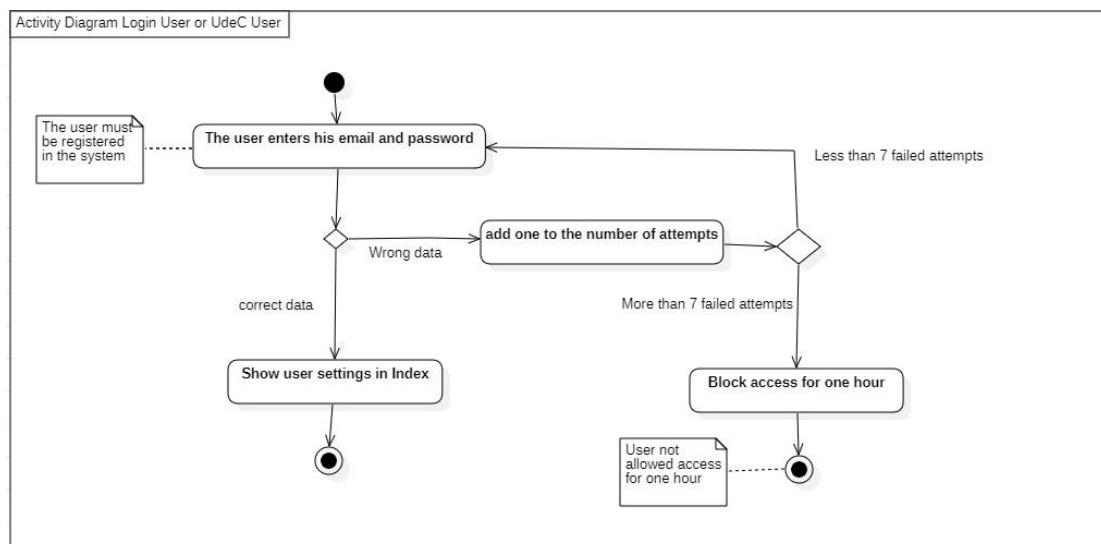 Activity Diagram Login User or UdeC User
The user must
be registered
in the system
The user enters his email and password
Less than 7 failed attempts
add one to the number of attempts
Wrong data
correct data
More than 7 failed attempts
Show user settings in Index
Block access for one hour
User not
allowed access
for one hour